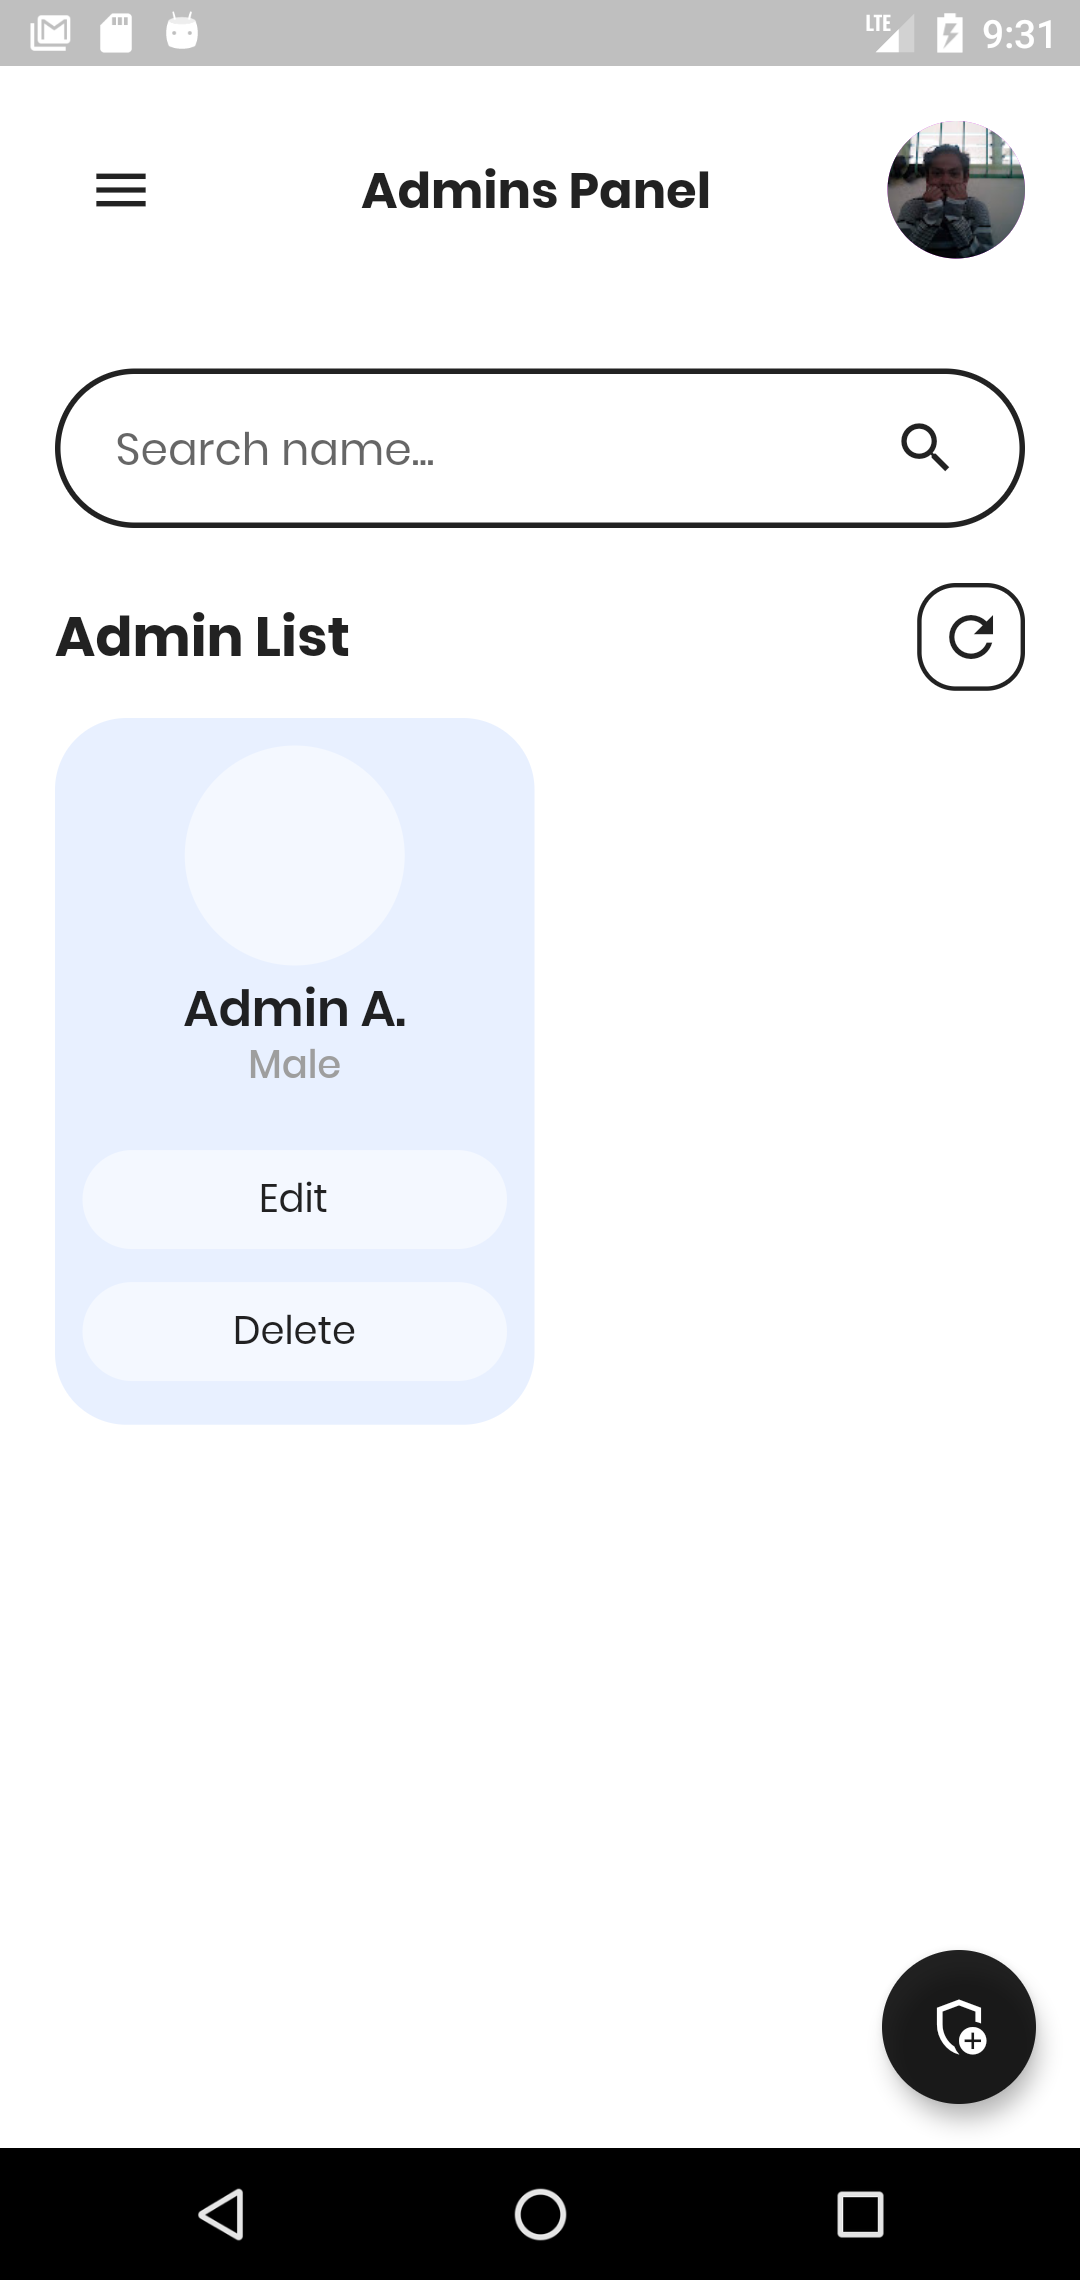 LTE 9:31
Admins Panel
Search name...
Admin List
Admin A.
Male
Edit
Delete